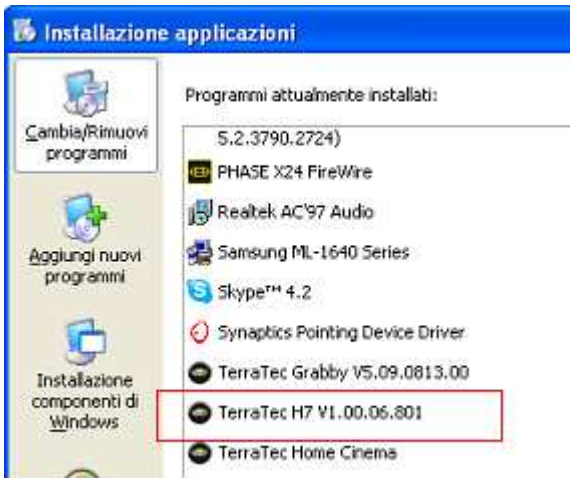 Installazione applicazioni
Cambia/Rimuovi
programmi
Aggiungi nuovi
programmi
Installazione
componenti di
Windows
Programmi attualmente installati:
5.2.3790.2724)
PHASE X24 FireWire
Realtek AC'97 Audio
Samsung ML-1640 Series
Skype™ 4.2
Synaptics Pointing Device Driver
TerraTec Grabby V5.09.0813.00
TerraTec H7 V1.00.06.801
TerraTec Home Cinema